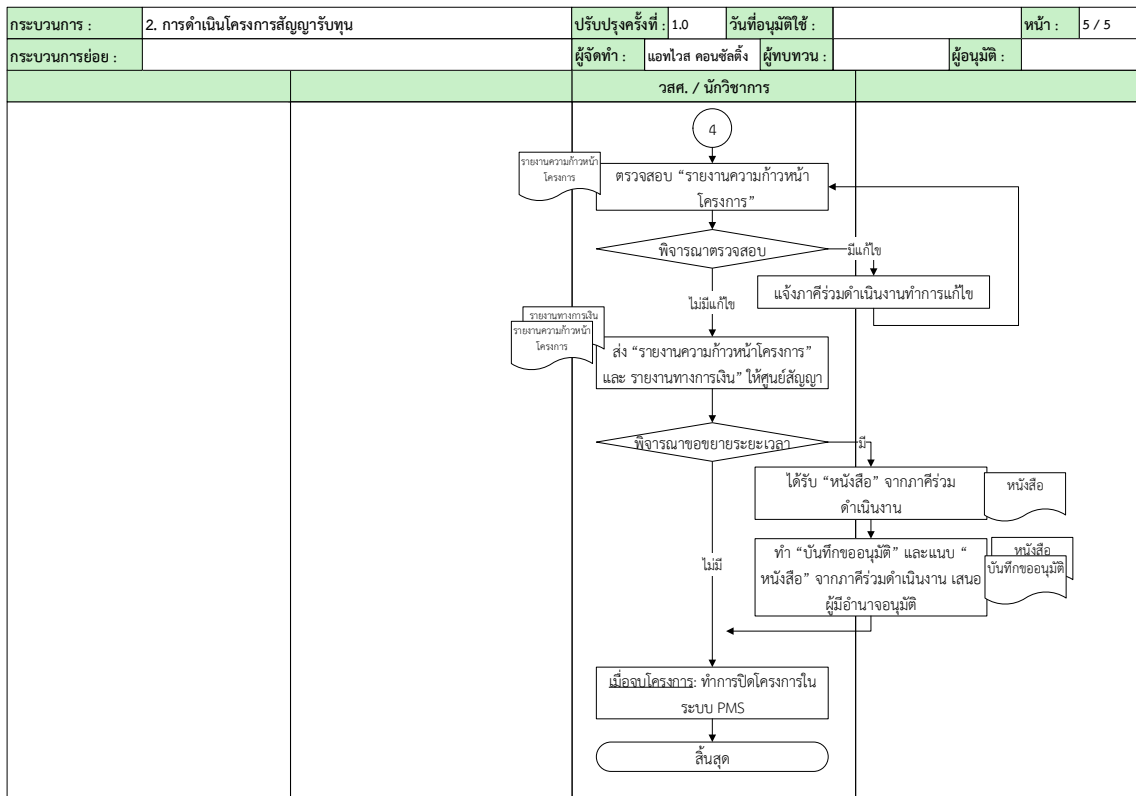 กระบวนการ : 2. การดำเนินโครงการสัญญารับทุน ปรับปรุงครั้งที่ : 1.0 วันที่อนุมัติใช้ : หน้า : 5 / 5
กระบวนการย่อย : ผู้จัดทำ : แอทไวส คอนซัลติ้ง ผู้ทบทวน : ผู้อนุมัติ :
วสศ. / นักวิชาการ
4
รายงานความก้าวหน้า
โครงการ
ตรวจสอบ “รายงานความก้าวหน้า
โครงการ”
พิจารณาตรวจสอบ
มีแก้ไข
แจ้งภาคีร่วมดำเนินงานทำการแก้ไข
ไม่มีแก้ไข
รายงานทางการเงิน
รายงานความก้าวหน้า
โครงการ
ส่ง “รายงานความก้าวหน้าโครงการ”
และ รายงานทางการเงิน” ให้ศูนย์สัญญา
พิจารณาขอขยายระยะเวลา
มี
ได้รับ “หนังสือ” จากภาคีร่วม
ดำเนินงาน
หนังสือ
ทำ “บันทึกขออนุมัติ” และแนบ “
หนังสือ” จากภาคีร่วมดำเนินงาน เสนอ
ผู้มีอำนาจอนุมัติ
หนังสือ
บันทึกขออนุมัติ
ไม่มี
เมื่อจบโครงการ: ทำการปิดโครงการใน
ระบบ PMS
สิ้นสุด